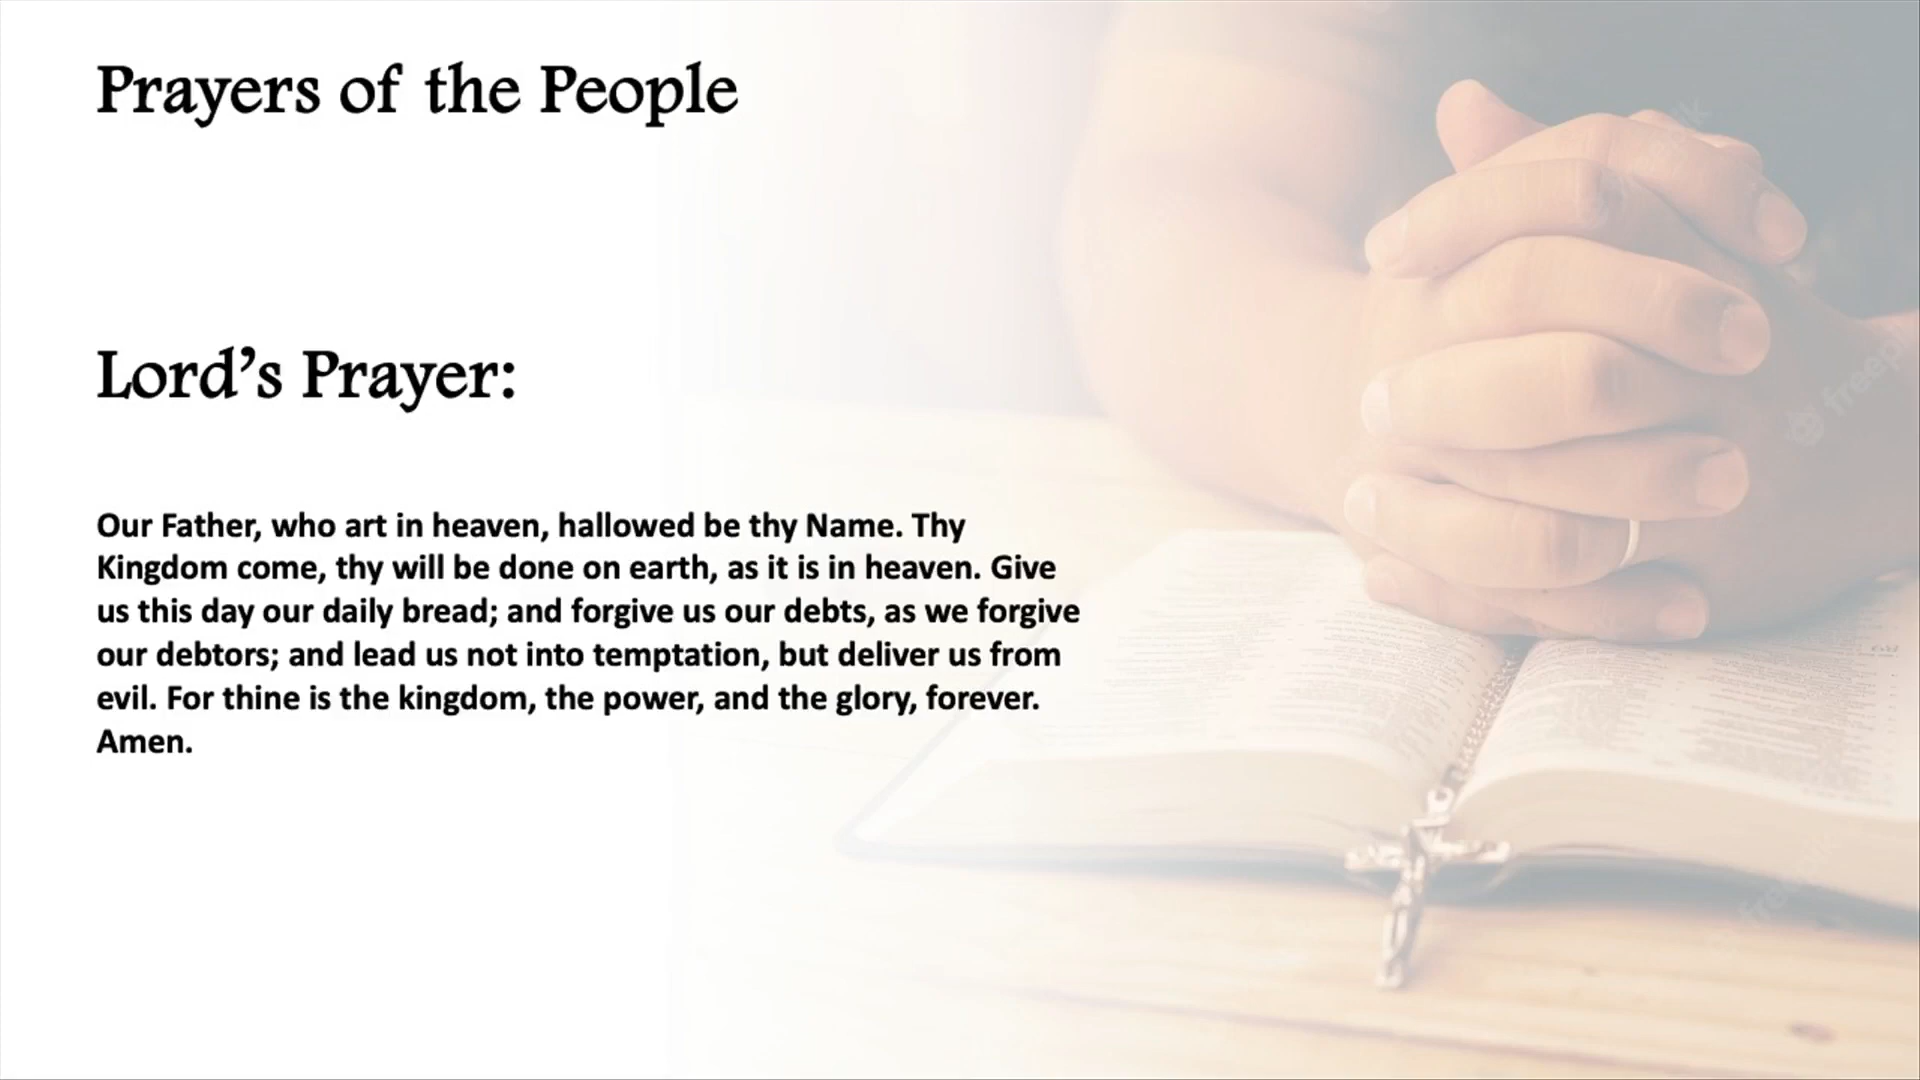 Prayers of the People
Lord’s Prayer:
Our Father, who art in heaven, hallowed be thy Name. Thy
Kingdom come, thy will be done on earth, as it is in heaven. Give
us this day our daily bread; and forgive us our debts, as we forgive
our debtors; and lead us not into temptation, but deliver us from
evil. For thine is the kingdom, the power, and the glory, forever.
Amen.